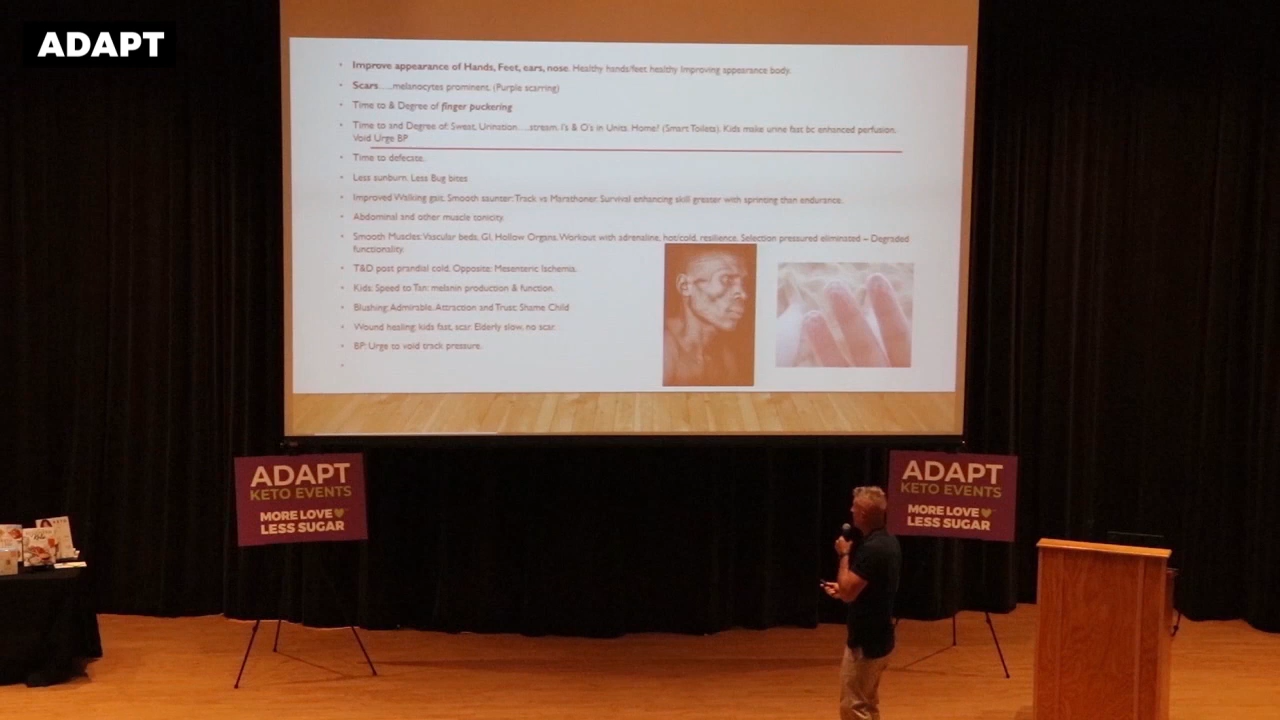 ADAPT
• Improve appearance of Hands, Feet, ears, nose. Healthy hands/feet healthy Improving appearance body.
• Scars…..melanocytes prominent. (Purple scarring)
• Time to & Degree of finger puckering
• Time to and Degree of: Sweat, Urination…..stream. I's & O's in Units. Home? (Smart Toilets). Kids make urine fast bc enhanced perfusion.
Void Urge BP
• Time to defecate.
• Less sunburn. Less Bug bites
• Improved Walking gait. Smooth saunter: Track vs Marathoner. Survival enhancing skill greater with sprinting than endurance.
• Abdominal and other muscle tonicity.
• Smooth Muscles: Vascular beds, GI, Hollow Organs. Workout with adrenaline, hot/cold, resilience. Selection pressured eliminated – Degraded
functionality.
• T&D post prandial cold. Opposite: Mesenteric Ischemia.
• Kids: Speed to Tan: melanin production & function.
• Blushing: Admirable. Attraction and Trust. Shame Child
• Wound healing: kids fast, scar. Elderly slow, no scar.
• BP: Urge to void track pressure.
•
ADAPT
KETO EVENTS
MORE LOVE
LESS SUGAR
ADAPT
KETO EVENTS
MORE LOVE
LESS SUGAR